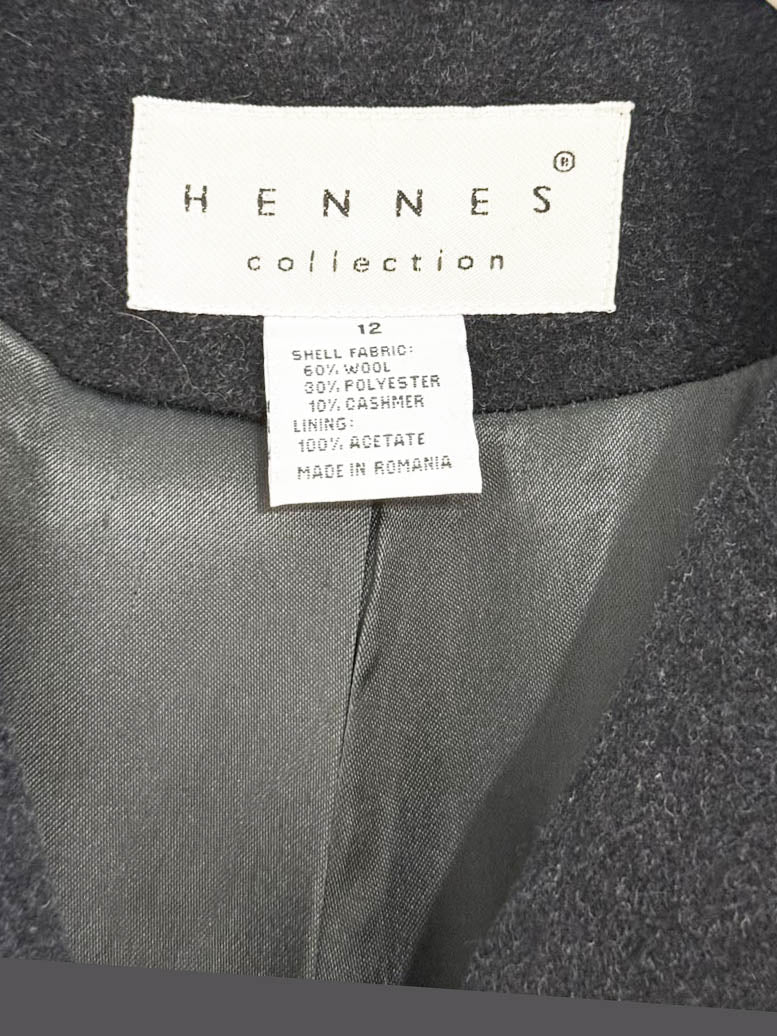 HENNES®
collection
12
SHELL FABRIC:
60% WOOL
30% POLYESTER
10% CASHMER
LINING:
100% ACETATE
MADE IN ROMANIA